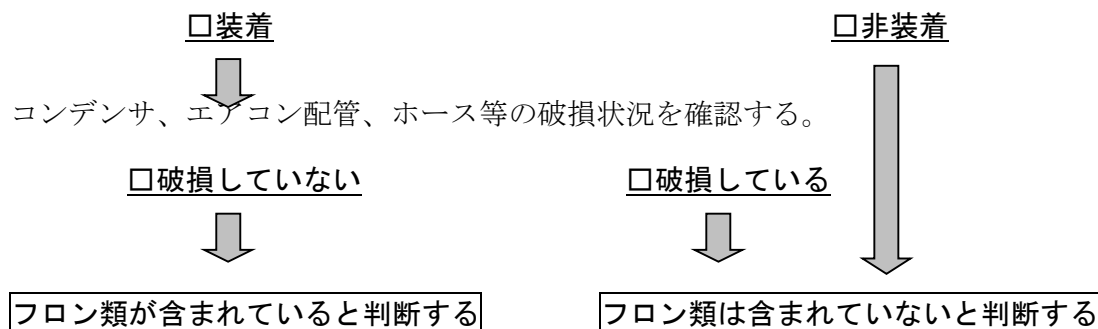 □装着 □非装着
コンデンサ、エアコン配管、ホース等の破損状況を確認する。
□破損していない □破損している
フロン類が含まれていると判断する フロン類は含まれていないと判断する